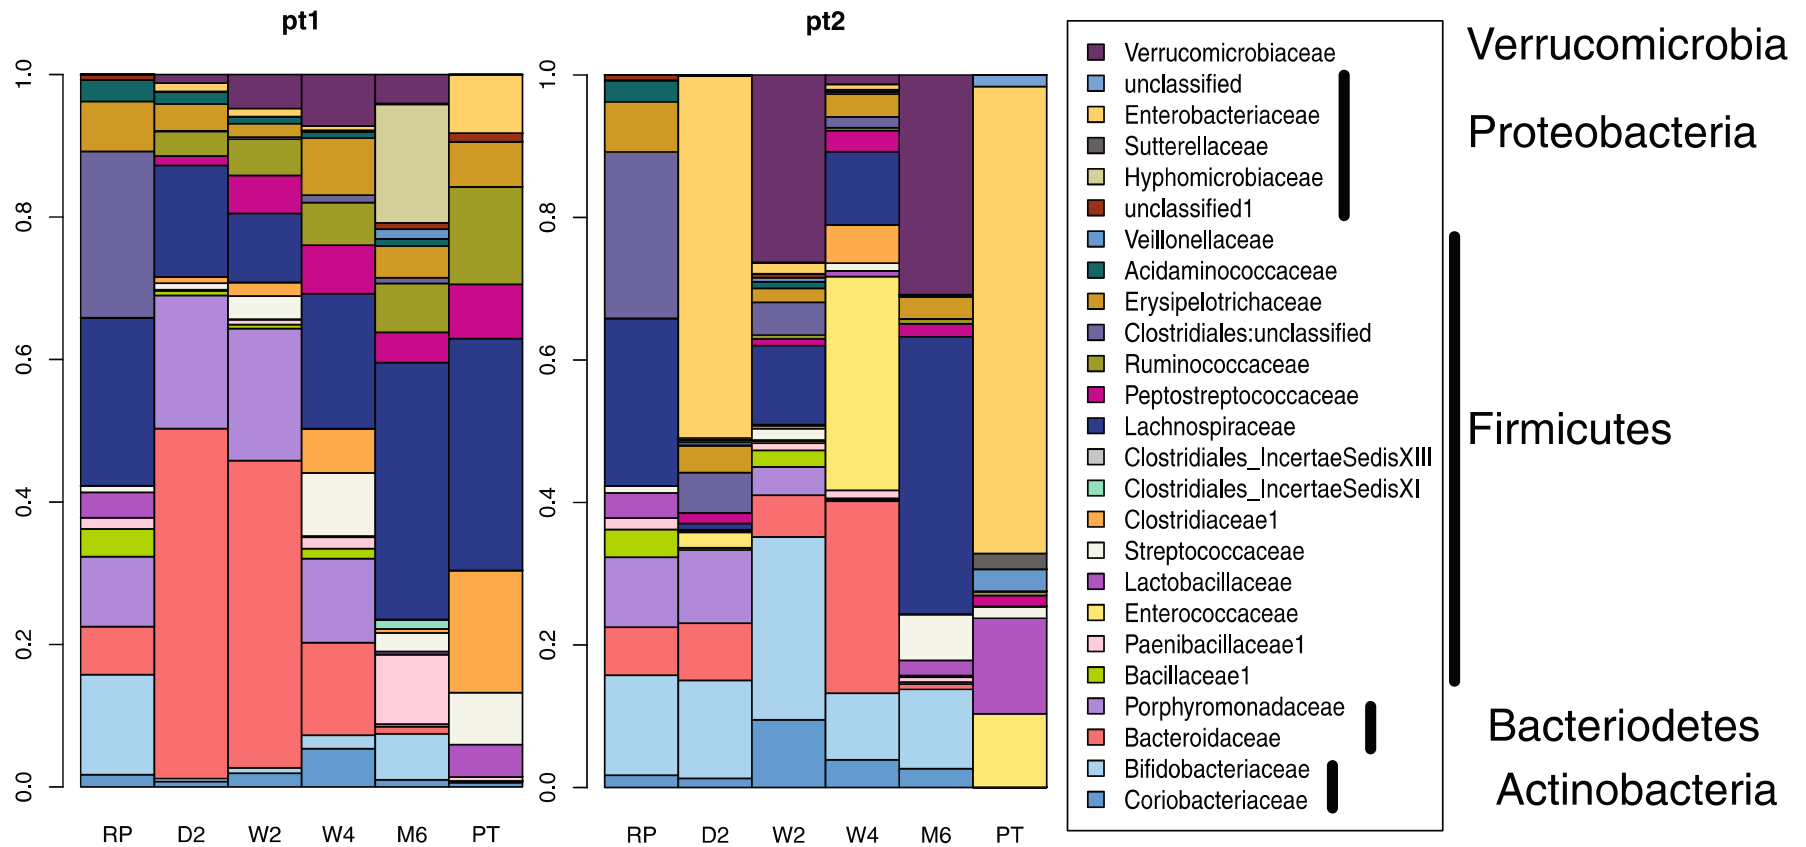 pt1
1.0
0.8
0.6
0.4
0.2
0.0
RP D2 W2 W4 M6 PT
pt2
1.0
0.8
0.6
0.4
0.2
0.0
RP D2 W2 W4 M6 PT
Verrucomicrobiaceae
unclassified
Enterobacteriaceae
Sutterellaceae
Hyphomicrobiaceae
unclassified1
Veillonellaceae
Acidaminococcaceae
Erysipelotrichaceae
Clostridiales:unclassified
Ruminococcaceae
Peptostreptococcaceae
Lachnospiraceae
Clostridiales_IncertaeSedisXIII
Clostridiales_IncertaeSedisXI
Clostridiaceae1
Streptococcaceae
Lactobacillaceae
Enterococcaceae
Paenibacillaceae1
Bacillaceae1
Porphyromonadaceae
Bacteroidaceae
Bifidobacteriaceae
Coriobacteriaceae
Verrucomicrobia
Proteobacteria
Firmicutes
Bacteriodetes
Actinobacteria